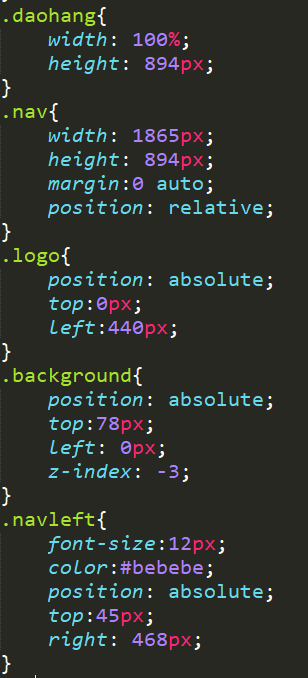 .daohang{
    width: 100%;
    height: 894px;
}
.nav{
    width: 1865px;
    height: 894px;
    margin:0 auto;
    position: relative;
}
.logo{
    position: absolute;
    top:0px;
    left:440px;
}
.background{
    position: absolute;
    top:78px;
    left: 0px;
    z-index: -3;
}
.navleft{
    font-size:12px;
    color:#bebebe;
    position: absolute;
    top:45px;
    right: 468px;
}